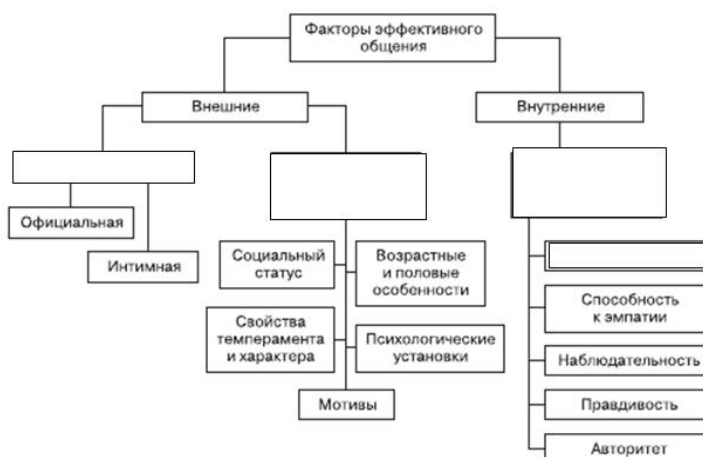 Факторы эффективного
общения
Внешние
Внутренние
Официальная
Интимная
Социальный
статус
Возрастные
и половые
особенности
Свойства
темперамента
и характера
Психологические
установки
Мотивы
Способность
к эмпатии
Наблюдательность
Правдивость
Авторитет